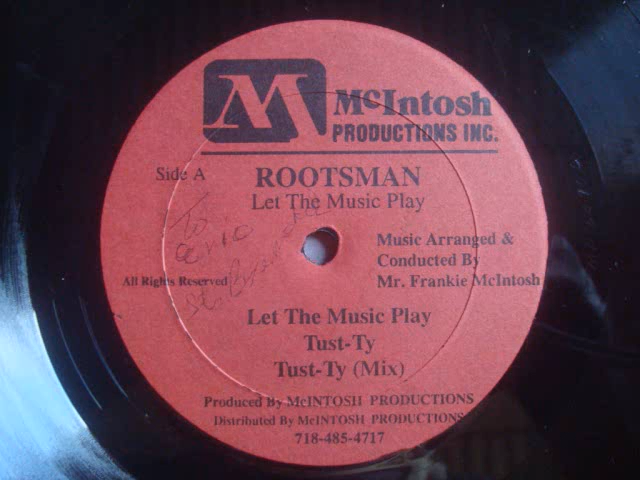 M McIntosh
PRODUCTIONS INC.
Side A
ROOTSMAN
Let The Music Play
To
Music Arranged &
Conducted By
Mr. Frankie McIntosh
All Rights Reserved
Let The Music Play
Tust-Ty
Tust-Ty (Mix)
Produced By McINTOSH PRODUCTIONS
Distributed By McINTOSH PRODUCTIONS
718-485-4717